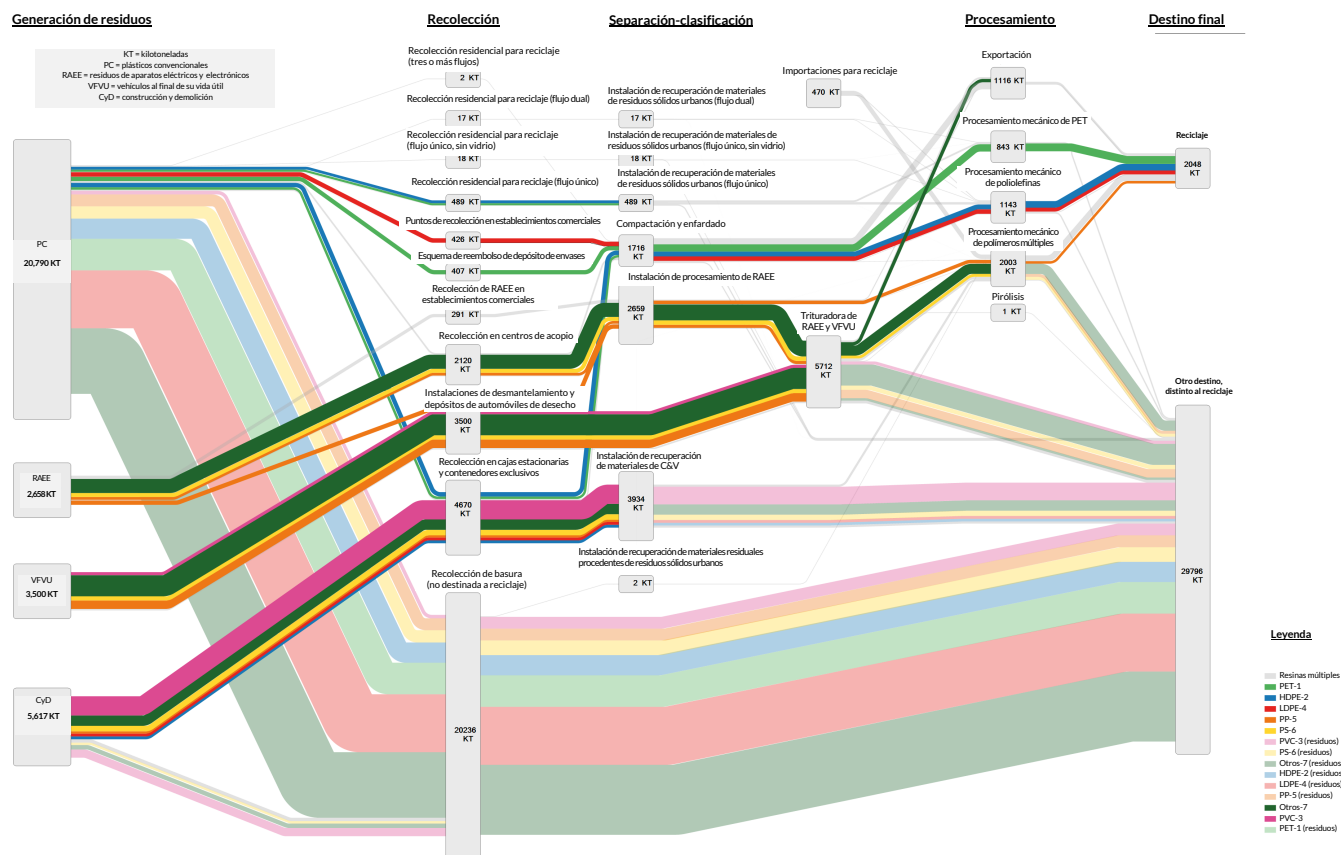 Generación de residuos
Recolección
Separación-clasificación
Procesamiento
Destino final
KT = kilotoneladas
PC = plásticos convencionales
RAEE = residuos de aparatos eléctricos y electrónicos
VFVU = vehículos al final de su vida útil
CyD = construcción y demolición
PC
20,790 KT
RAEE
2,658 KT
VFVU
3,500 KT
CyD
5,617 KT
Recolección residencial para reciclaje
(tres o más flujos)
2 KT
Recolección residencial para reciclaje (flujo dual)
17 KT
Recolección residencial para reciclaje
(flujo único, sin vidrio)
18 KT
Recolección residencial para reciclaje (flujo único)
489 KT
Puntos de recolección en establecimientos comerciales
426 KT
Esquema de reembolso de depósito de envases
407 KT
Recolección de RAEE en
establecimientos comerciales
291 KT
Recolección en centros de acopio
2120
KT
Instalaciones de desmantelamiento y
depósitos de automóviles de desecho
3500
KT
Recolección en cajas estacionarias
y contenedores exclusivos
4670
KT
Recolección de basura
(no destinada a reciclaje)
20236
KT
Instalación de recuperación de materiales
de residuos sólidos urbanos (flujo dual)
17 KT
Instalación de recuperación de materiales de
residuos sólidos urbanos (flujo único, sin vidrio)
18 KT
Instalación de recuperación de materiales
de residuos sólidos urbanos (flujo único)
489 KT
Compactación y enfardado
1716
KT
Instalación de procesamiento de RAEE
2659
KT
Instalación de recuperación
de materiales de C&V
3934
KT
Instalación de recuperación de materiales residuales
procedentes de residuos sólidos urbanos
2 KT
Importaciones para reciclaje
470 KT
Trituradora de
RAEE y VFVU
5712
KT
Exportación
1116 KT
Procesamiento mecánico de PET
843 KT
Procesamiento mecánico
de poliolefinas
1143
KT
Procesamiento mecánico
de polímeros múltiples
2003
KT
Pirólisis
1 KT
Reciclaje
2048
KT
Otro destino,
distinto al reciclaje
29796
KT
Leyenda
Resinas múltiples
PET-1
HDPE-2
LDPE-4
PP-5
PS-6
PVC-3 (residuos)
PS-6 (residuos)
Otros-7 (residuos
HDPE-2 (residuos
LDPE-4 (residuos)
PP-5 (residuos)
Otros-7
PVC-3
PET-1 (residuos)